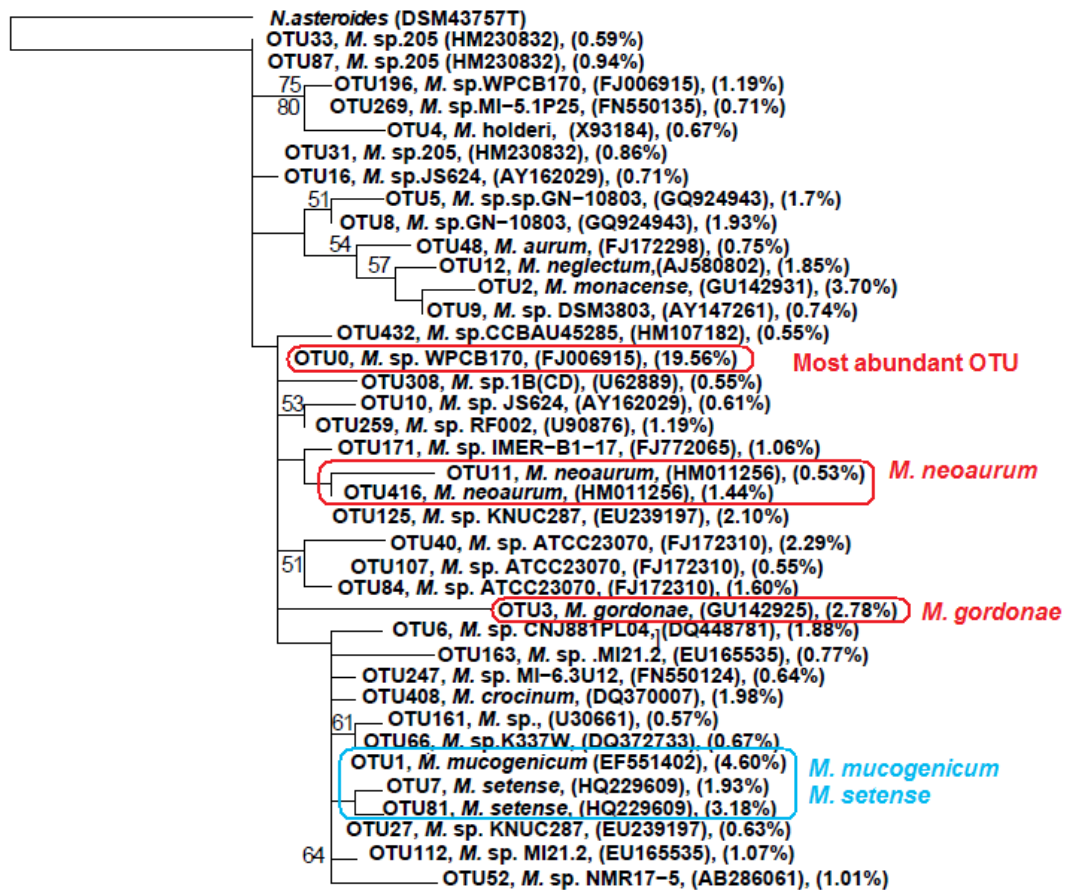 N.asteroides (DSM43757T)
OTU33, M. sp.205 (HM230832), (0.59%)
OTU87, M. sp.205 (HM230832), (0.94%)
75 OTU196, M. sp.WPCB170, (FJ006915), (1.19%)
80 OTU269, M. sp.MI−5.1P25, (FN550135), (0.71%)
OTU4, M. holderi, (X93184), (0.67%)
OTU31, M. sp.205, (HM230832), (0.86%)
OTU16, M. sp.JS624, (AY162029), (0.71%)
51 OTU5, M. sp.sp.GN−10803, (GQ924943), (1.7%)
OTU8, M. sp.GN−10803, (GQ924943), (1.93%)
54 OTU48, M. aurum, (FJ172298), (0.75%)
57 OTU12, M. neglectum,(AJ580802), (1.85%)
OTU2, M. monacense, (GU142931), (3.70%)
OTU9, M. sp. DSM3803, (AY147261), (0.74%)
OTU432, M. sp.CCBAU45285, (HM107182), (0.55%)
OTU0, M. sp. WPCB170, (FJ006915), (19.56%) Most abundant OTU
OTU308, M. sp.1B(CD), (U62889), (0.55%)
53 OTU10, M. sp. JS624, (AY162029), (0.61%)
OTU259, M. sp. RF002, (U90876), (1.19%)
OTU171, M. sp. IMER−B1−17, (FJ772065), (1.06%)
OTU11, M. neoaurum, (HM011256), (0.53%) M. neoaurum
OTU416, M. neoaurum, (HM011256), (1.44%)
OTU125, M. sp. KNUC287, (EU239197), (2.10%)
OTU40, M. sp. ATCC23070, (FJ172310), (2.29%)
51 OTU107, M. sp. ATCC23070, (FJ172310), (0.55%)
OTU84, M. sp. ATCC23070, (FJ172310), (1.60%)
OTU3, M. gordonae, (GU142925), (2.78%) M. gordonae
OTU6, M. sp. CNJ881PL04, (DQ448781), (1.88%)
OTU163, M. sp. .MI21.2, (EU165535), (0.77%)
OTU247, M. sp. MI−6.3U12, (FN550124), (0.64%)
OTU408, M. crocinum, (DQ370007), (1.98%)
61 OTU161, M. sp., (U30661), (0.57%)
OTU66, M. sp.K337W, (DQ372733), (0.67%)
OTU1, M. mucogenicum (EF551402), (4.60%) M. mucogenicum
OTU7, M. setense, (HQ229609), (1.93%) M. setense
OTU81, M. setense, (HQ229609), (3.18%)
OTU27, M. sp. KNUC287, (EU239197), (0.63%)
64 OTU112, M. sp. MI21.2, (EU165535), (1.07%)
OTU52, M. sp. NMR17−5, (AB286061), (1.01%)